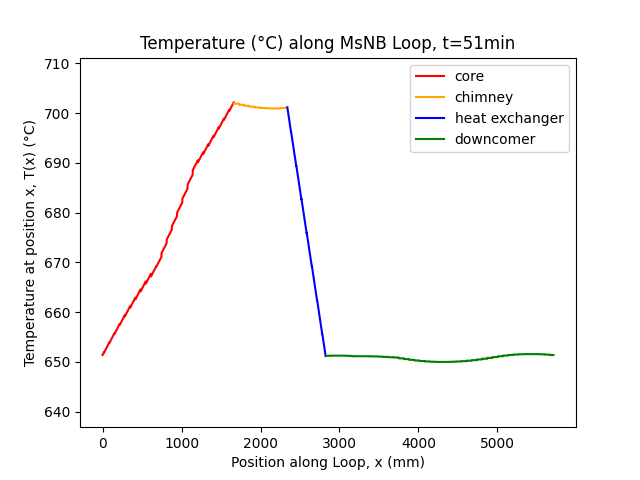 Temperature (°C) along MsNB Loop, t=51min
710
700
690
680
670
660
650
640
Temperature at position x, T(x) (°C)
core
chimney
heat exchanger
downcomer
0
1000
2000
3000
4000
5000
Position along Loop, x (mm)